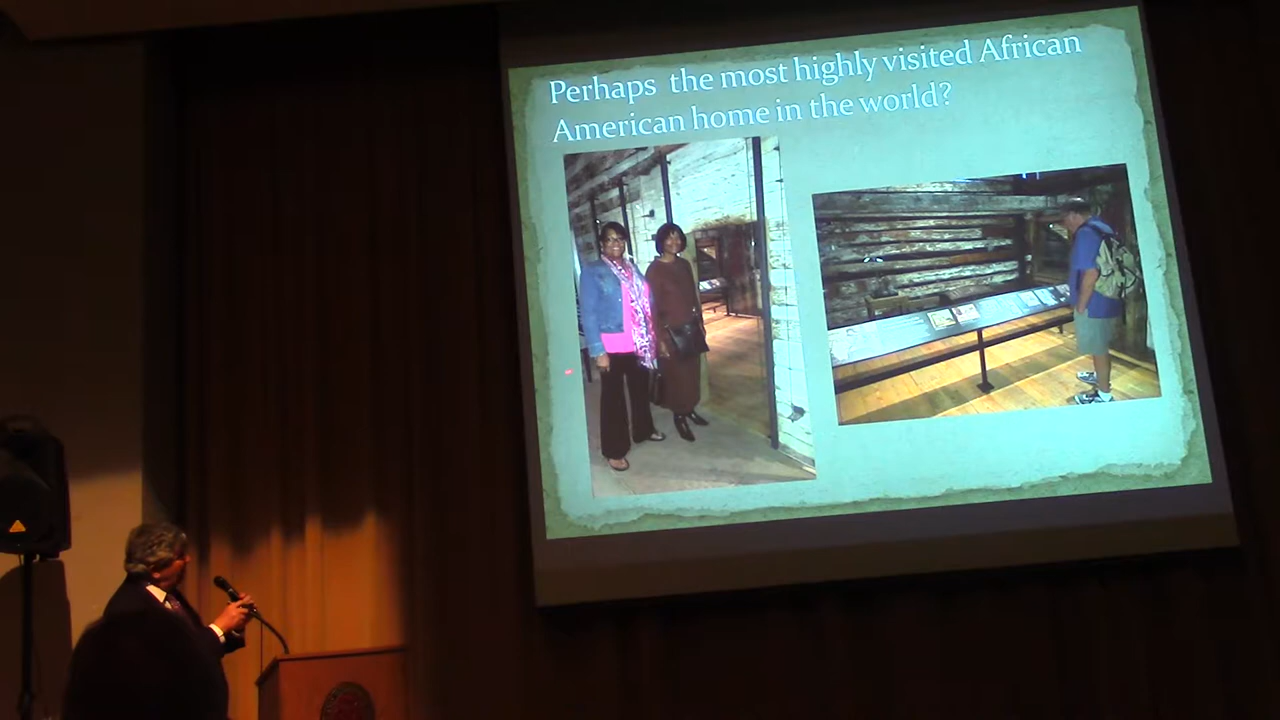 Perhaps the most highly visited African
American home in the world?